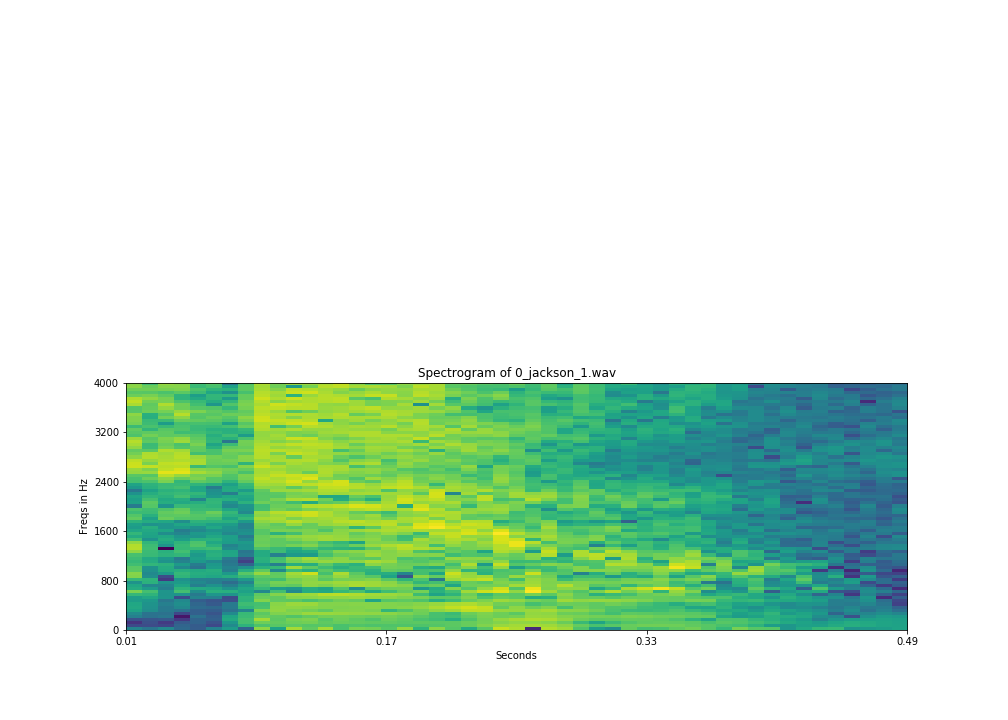 Spectrogram of 0_jackson_1.wav
4000
3200
2400
1600
800
0
Freqs in Hz
0.01 0.17 0.33 0.49
Seconds